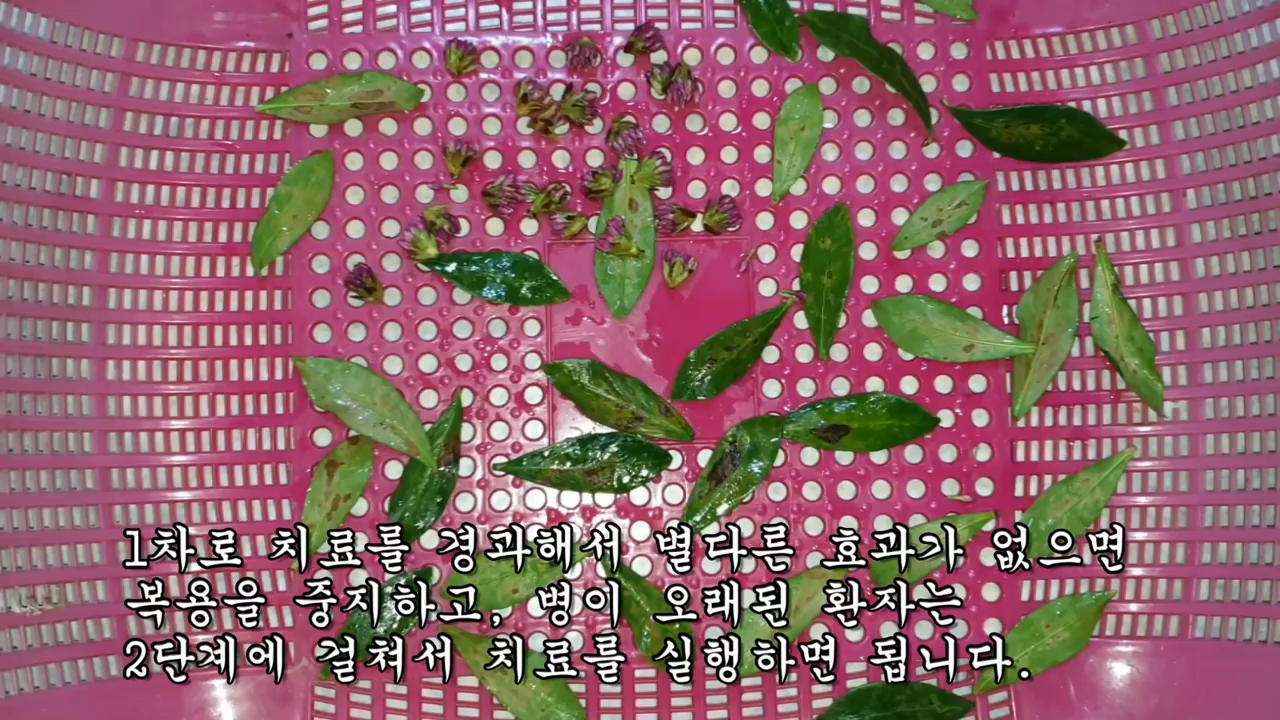 1차로 치료를 경과해서 별다른 효과가 없으면
복용을 중지하고, 병이 오래된 환자는
2단계에 걸쳐서 치료를 실행하면 됩니다.